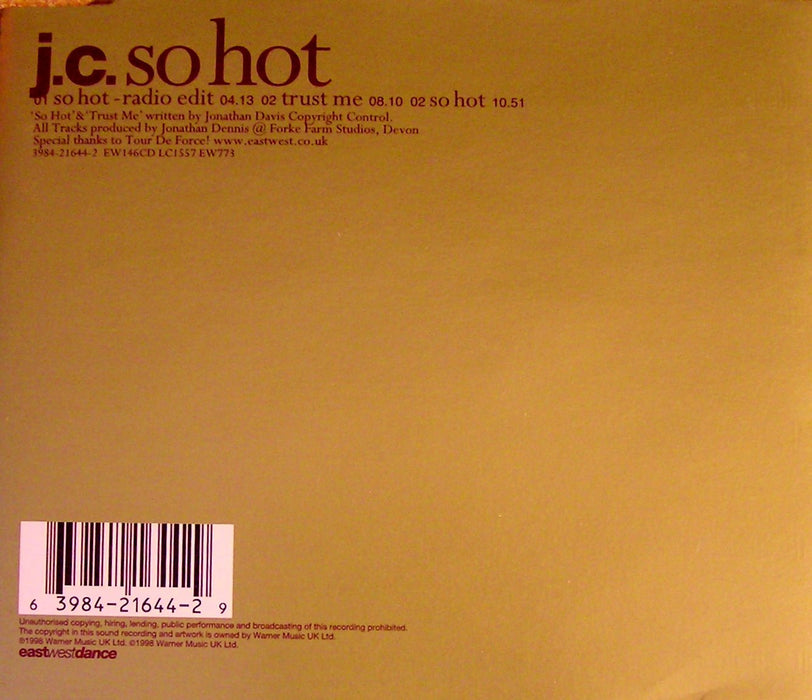 j.c. so hot
01 so hot - radio edit 04.13 02 trust me 08.10 02 so hot 10.51
'So Hot' & 'Trust Me' written by Jonathan Davis Copyright Control.
All Tracks produced by Jonathan Dennis @ Forke Farm Studios, Devon
Special thanks to Tour De Force! www.eastwest.co.uk
3984-21644-2 EW146CD LC1557 EW773
6 3984-21644-2 9
Unauthorised copying, hiring, lending, public performance and broadcasting of this recording prohibited.
The copyright in this sound recording and artwork is owned by Warner Music UK Ltd.
℗1998 Warner Music UK Ltd. ©1998 Warner Music UK Ltd.
eastwestdance